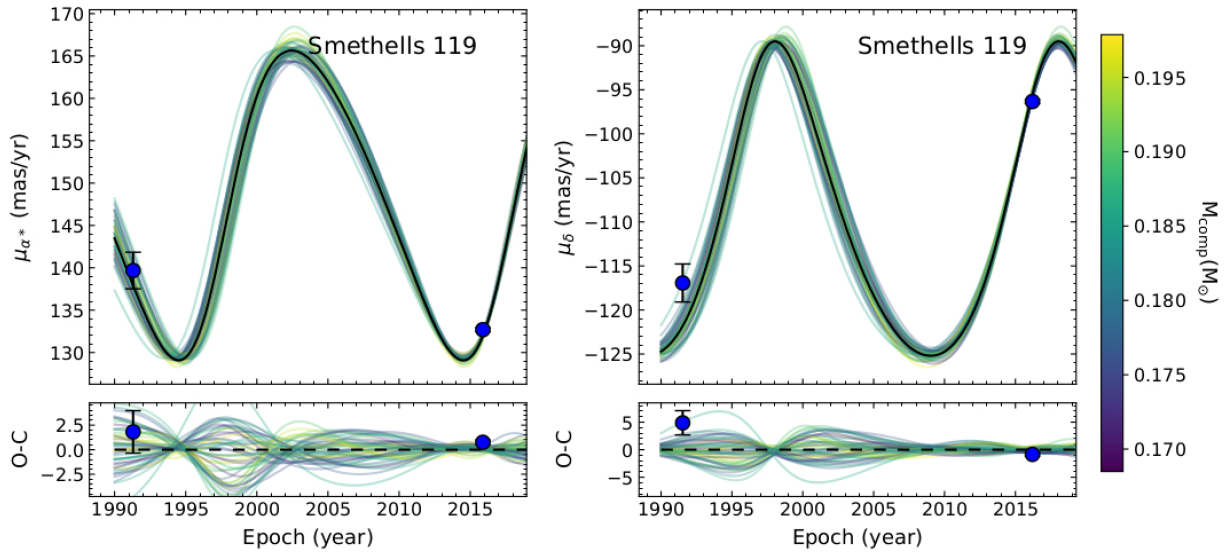 Smethells 119
μα* (mas/yr)
170
165
160
155
150
145
140
135
130
O-C
2.5
0.0
−2.5
1990 1995 2000 2005 2010 2015
Epoch (year)
Smethells 119
μδ (mas/yr)
−90
−95
−100
−105
−110
−115
−120
−125
O-C
5
0
−5
1990 1995 2000 2005 2010 2015
Epoch (year)
0.195
0.190
0.185
0.180
0.175
0.170
Mcomp(M⊙)